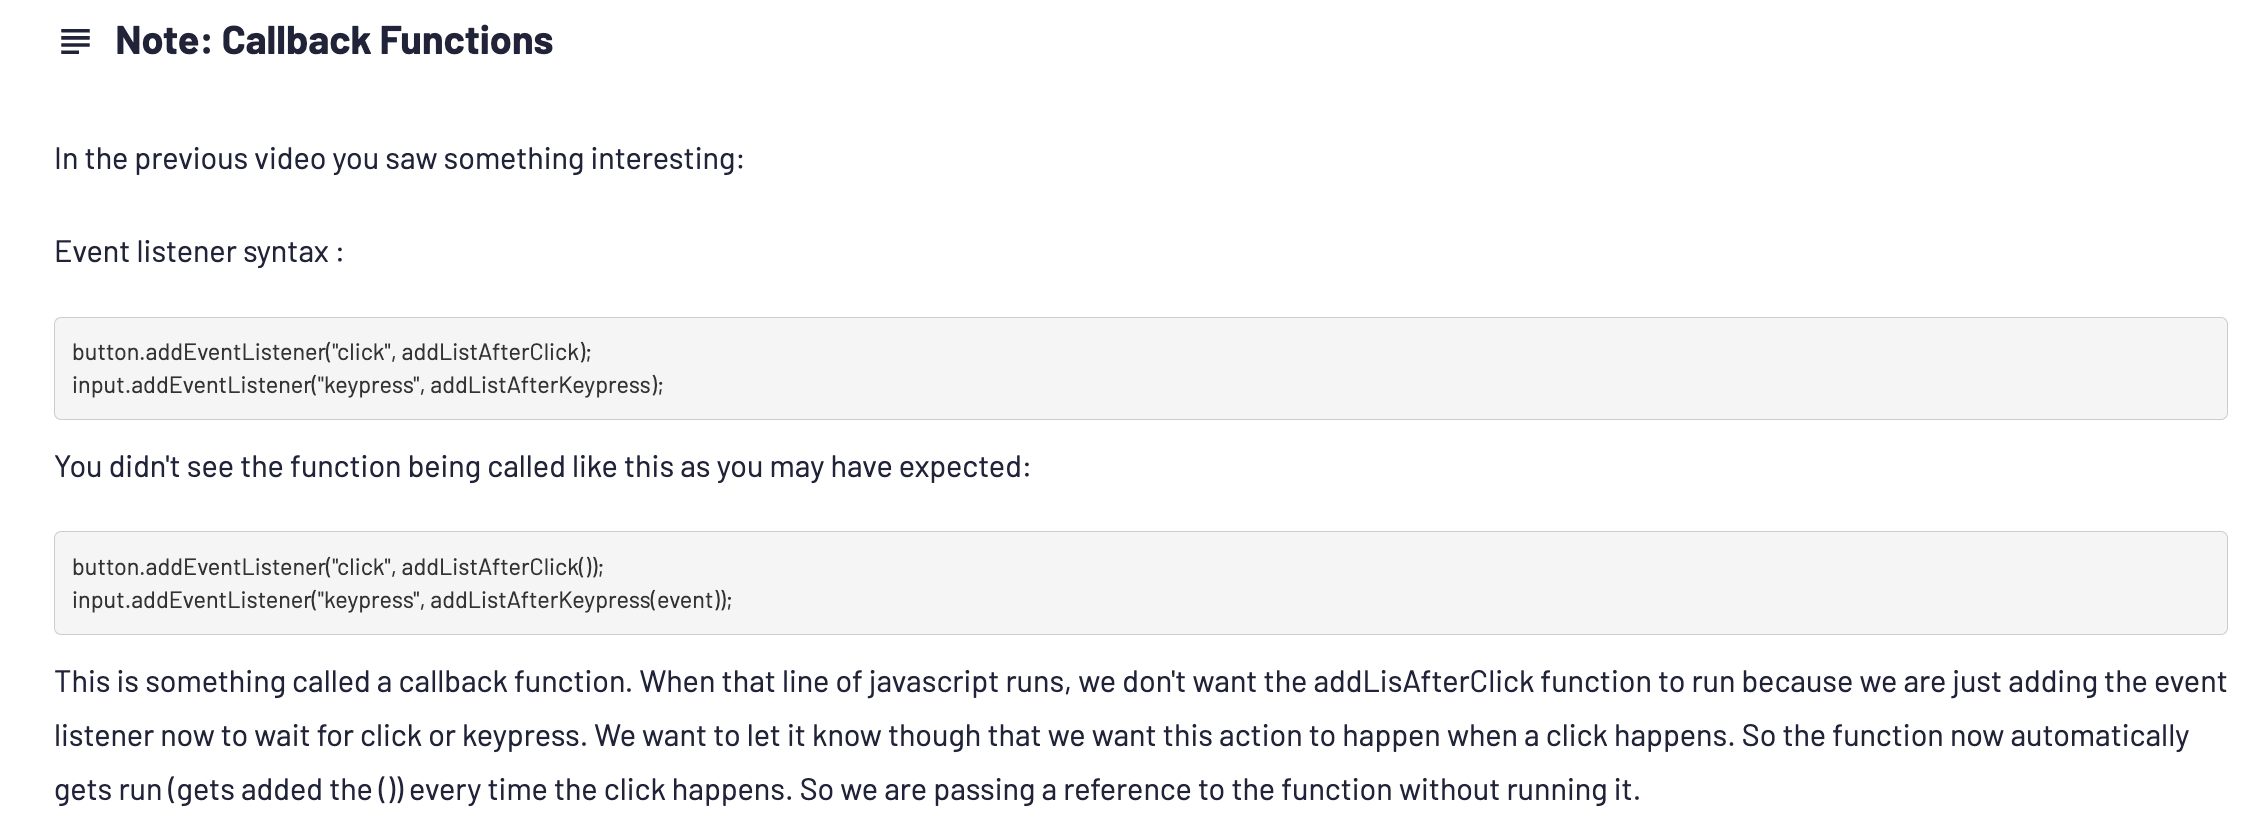 Note: Callback Functions
In the previous video you saw something interesting:
Event listener syntax :
button.addEventListener("click", addListAfterClick);
input.addEventListener("keypress", addListAfterKeypress);
You didn't see the function being called like this as you may have expected:
button.addEventListener("click", addListAfterClick());
input.addEventListener("keypress", addListAfterKeypress(event));
This is something called a callback function. When that line of javascript runs, we don't want the addLisAfterClick function to run because we are just adding the event
listener now to wait for click or keypress. We want to let it know though that we want this action to happen when a click happens. So the function now automatically
gets run (gets added the ()) every time the click happens. So we are passing a reference to the function without running it.